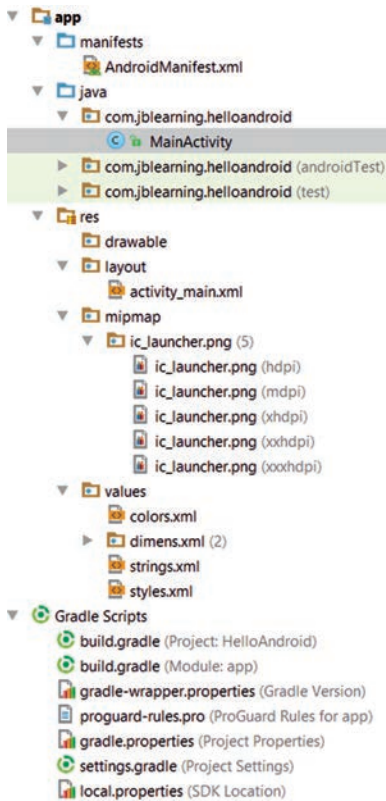 app
manifests
AndroidManifest.xml
java
com.jblearning.helloandroid
MainActivity
com.jblearning.helloandroid (androidTest)
com.jblearning.helloandroid (test)
res
drawable
layout
activity_main.xml
mipmap
ic_launcher.png (5)
ic_launcher.png (hdpi)
ic_launcher.png (mdpi)
ic_launcher.png (xhdpi)
ic_launcher.png (xxhdpi)
ic_launcher.png (xxxhdpi)
values
colors.xml
dimens.xml (2)
strings.xml
styles.xml
Gradle Scripts
build.gradle (Project: HelloAndroid)
build.gradle (Module: app)
gradle-wrapper.properties (Gradle Version)
proguard-rules.pro (ProGuard Rules for app)
gradle.properties (Project Properties)
settings.gradle (Project Settings)
local.properties (SDK Location)